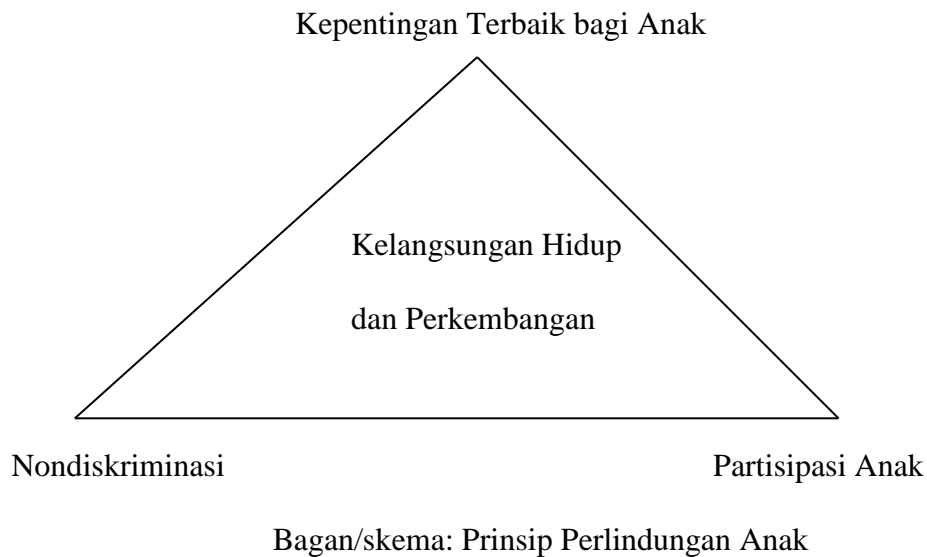 Kepentingan Terbaik bagi Anak
Kelangsungan Hidup
dan Perkembangan
Nondiskriminasi
Partisipasi Anak
Bagan/skema: Prinsip Perlindungan Anak